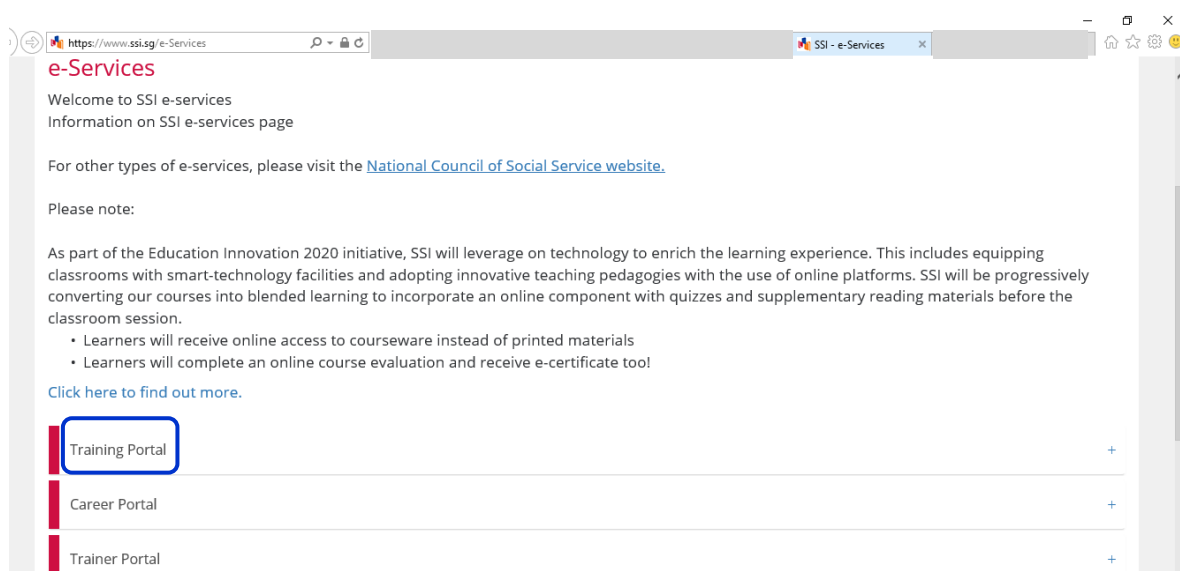 https://www.ssi.sg/e-Services
SSI - e-Services
e-Services
Welcome to SSI e-services
Information on SSI e-services page
For other types of e-services, please visit the National Council of Social Service website.
Please note:
As part of the Education Innovation 2020 initiative, SSI will leverage on technology to enrich the learning experience. This includes equipping
classrooms with smart-technology facilities and adopting innovative teaching pedagogies with the use of online platforms. SSI will be progressively
converting our courses into blended learning to incorporate an online component with quizzes and supplementary reading materials before the
classroom session.
• Learners will receive online access to courseware instead of printed materials
• Learners will complete an online course evaluation and receive e-certificate too!
Click here to find out more.
Training Portal +
Career Portal +
Trainer Portal +